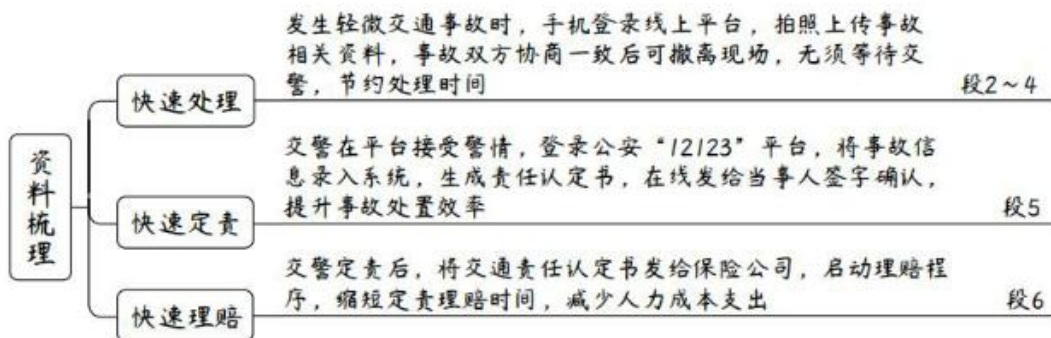 资料梳理
快速处理
发生轻微交通事故时，手机登录线上平台，拍照上传事故
相关资料，事故双方协商一致后可撤离现场，无须等待交
警，节约处理时间
段2～4
快速定责
交警在平台接受警情，登录公安“12123”平台，将事故信
息录入系统，生成责任认定书，在线发给当事人签字确认，
提升事故处置效率
段5
快速理赔
交警定责后，将交通责任认定书发给保险公司，启动理赔程
序，缩短定责理赔时间，减少人力成本支出
段6